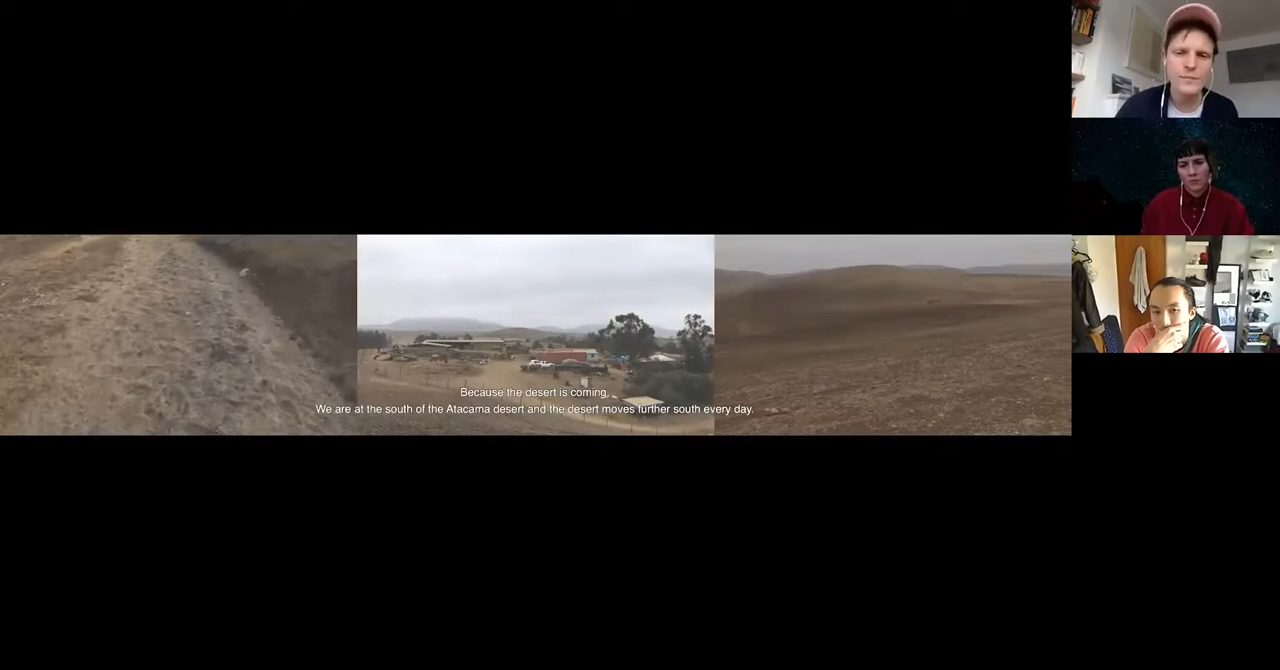 Because the desert is coming,
We are at the south of the Atacama desert and the desert moves further south every day.